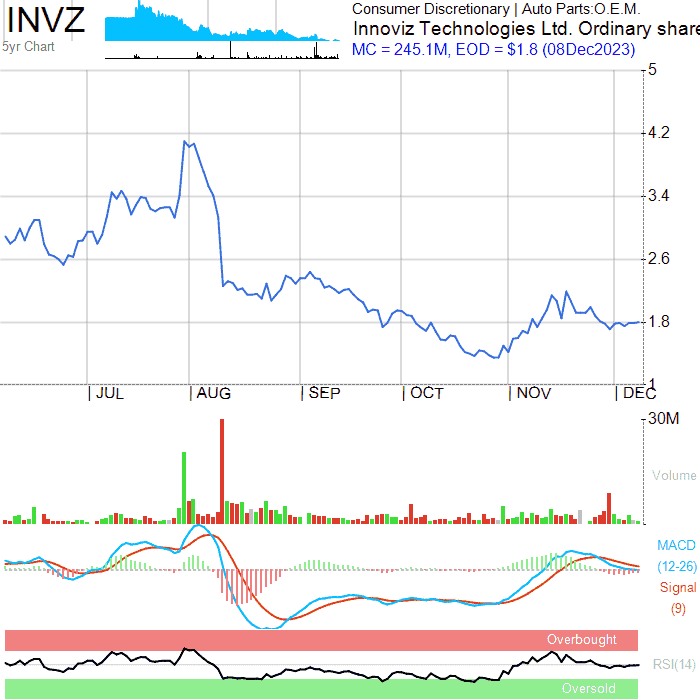 INVZ
5yr Chart
Consumer Discretionary | Auto Parts:O.E.M.
Innoviz Technologies Ltd. Ordinary share
MC = 245.1M, EOD = $1.8 (08Dec2023)
5
4.2
3.4
2.6
1.8
1
JUL AUG SEP OCT NOV DEC
30M
Volume
MACD
(12-26)
Signal
(9)
Overbought
RSI(14)
Oversold